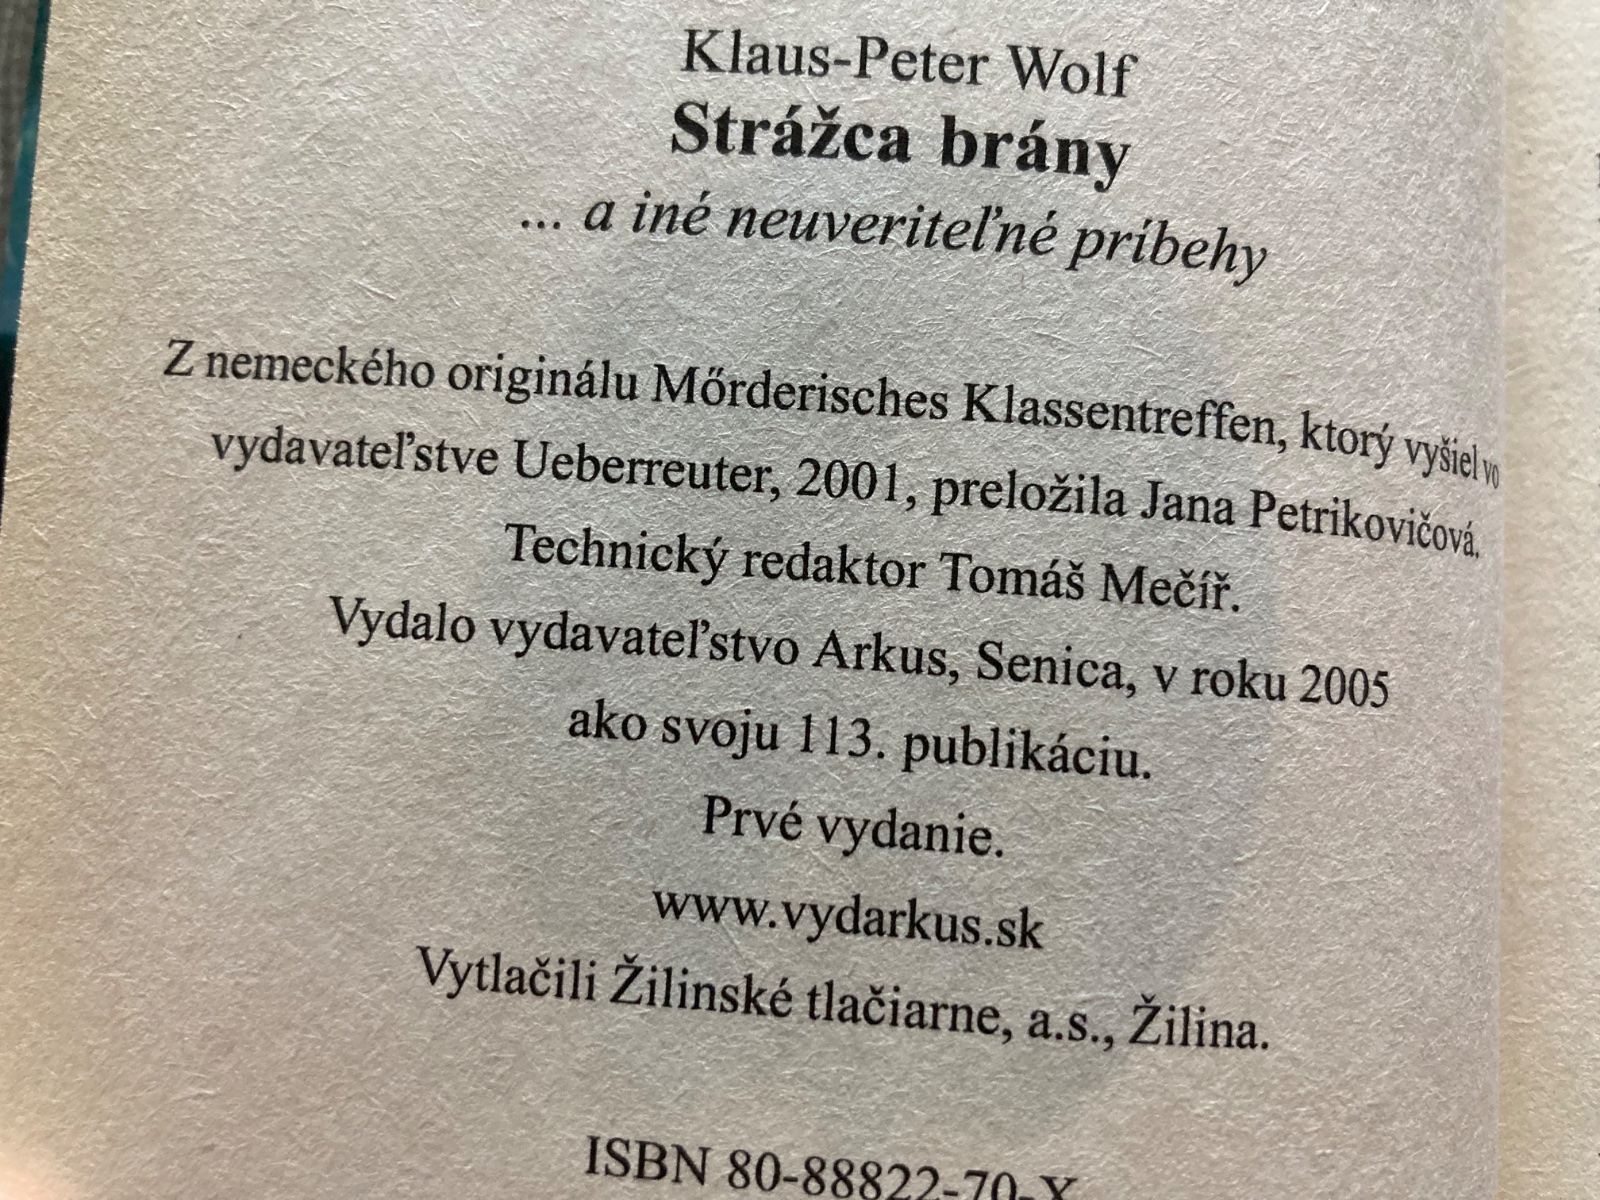 Klaus-Peter Wolf
Strážca brány
... a iné neuveriteľné príbehy
Z nemeckého originálu Mőrderisches Klassentreffen, ktorý vyšiel vo
vydavateľstve Ueberreuter, 2001, preložila Jana Petrikovičová.
Technický redaktor Tomáš Mečíř.
Vydalo vydavateľstvo Arkus, Senica, v roku 2005
ako svoju 113. publikáciu.
Prvé vydanie.
www.vydarkus.sk
Vytlačili Žilinské tlačiarne, a.s., Žilina.
ISBN 80-88822-70-X